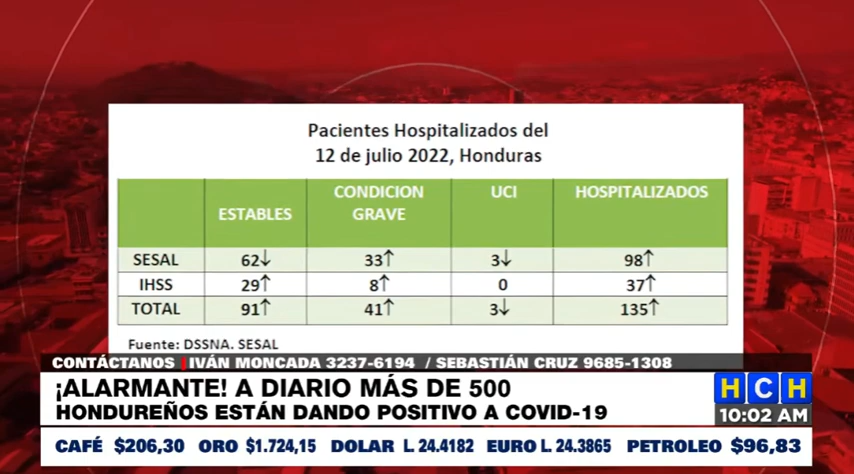 Pacientes Hospitalizados del
12 de julio 2022, Honduras
ESTABLES CONDICION GRAVE UCI HOSPITALIZADOS
SESAL 62↓ 33↑ 3↓ 98↑
IHSS 29↑ 8↑ 0 37↑
TOTAL 91↑ 41↑ 3↓ 135↑
Fuente: DSSNA. SESAL
CONTÁCTANOS | IVÁN MONCADA 3237-6194 / SEBASTIÁN CRUZ 9685-1308
¡ALARMANTE! A DIARIO MÁS DE 500
HONDUREÑOS ESTÁN DANDO POSITIVO A COVID-19
HCH
10:02 AM
CAFÉ $206,30 ORO $1.724,15 DOLAR L 24.4182 EURO L 24.3865 PETROLEO $96,83